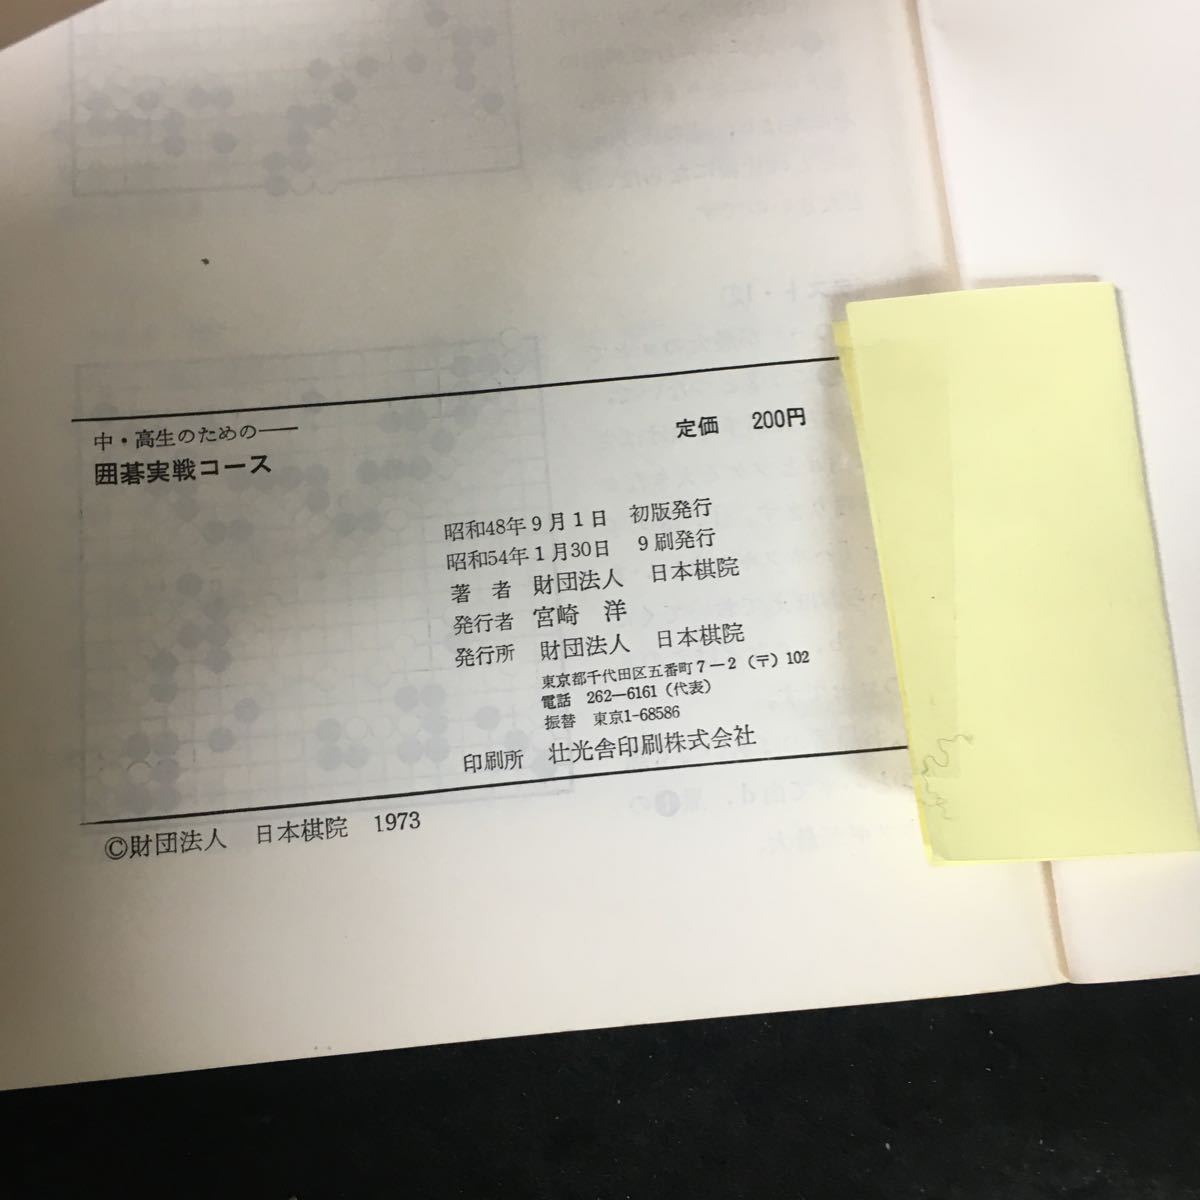 中・高生のための——
囲碁実戦コース
定価 200円
昭和48年9月1日 初版発行
昭和54年1月30日 9刷発行
著者 財団法人 日本棋院
発行者 宮崎 洋
発行所 財団法人 日本棋院
東京都千代田区五番町7－2（〒）102
電話 262—6161（代表）
振替 東京1-68586
印刷所 壮光舎印刷株式会社
©財団法人 日本棋院 1973